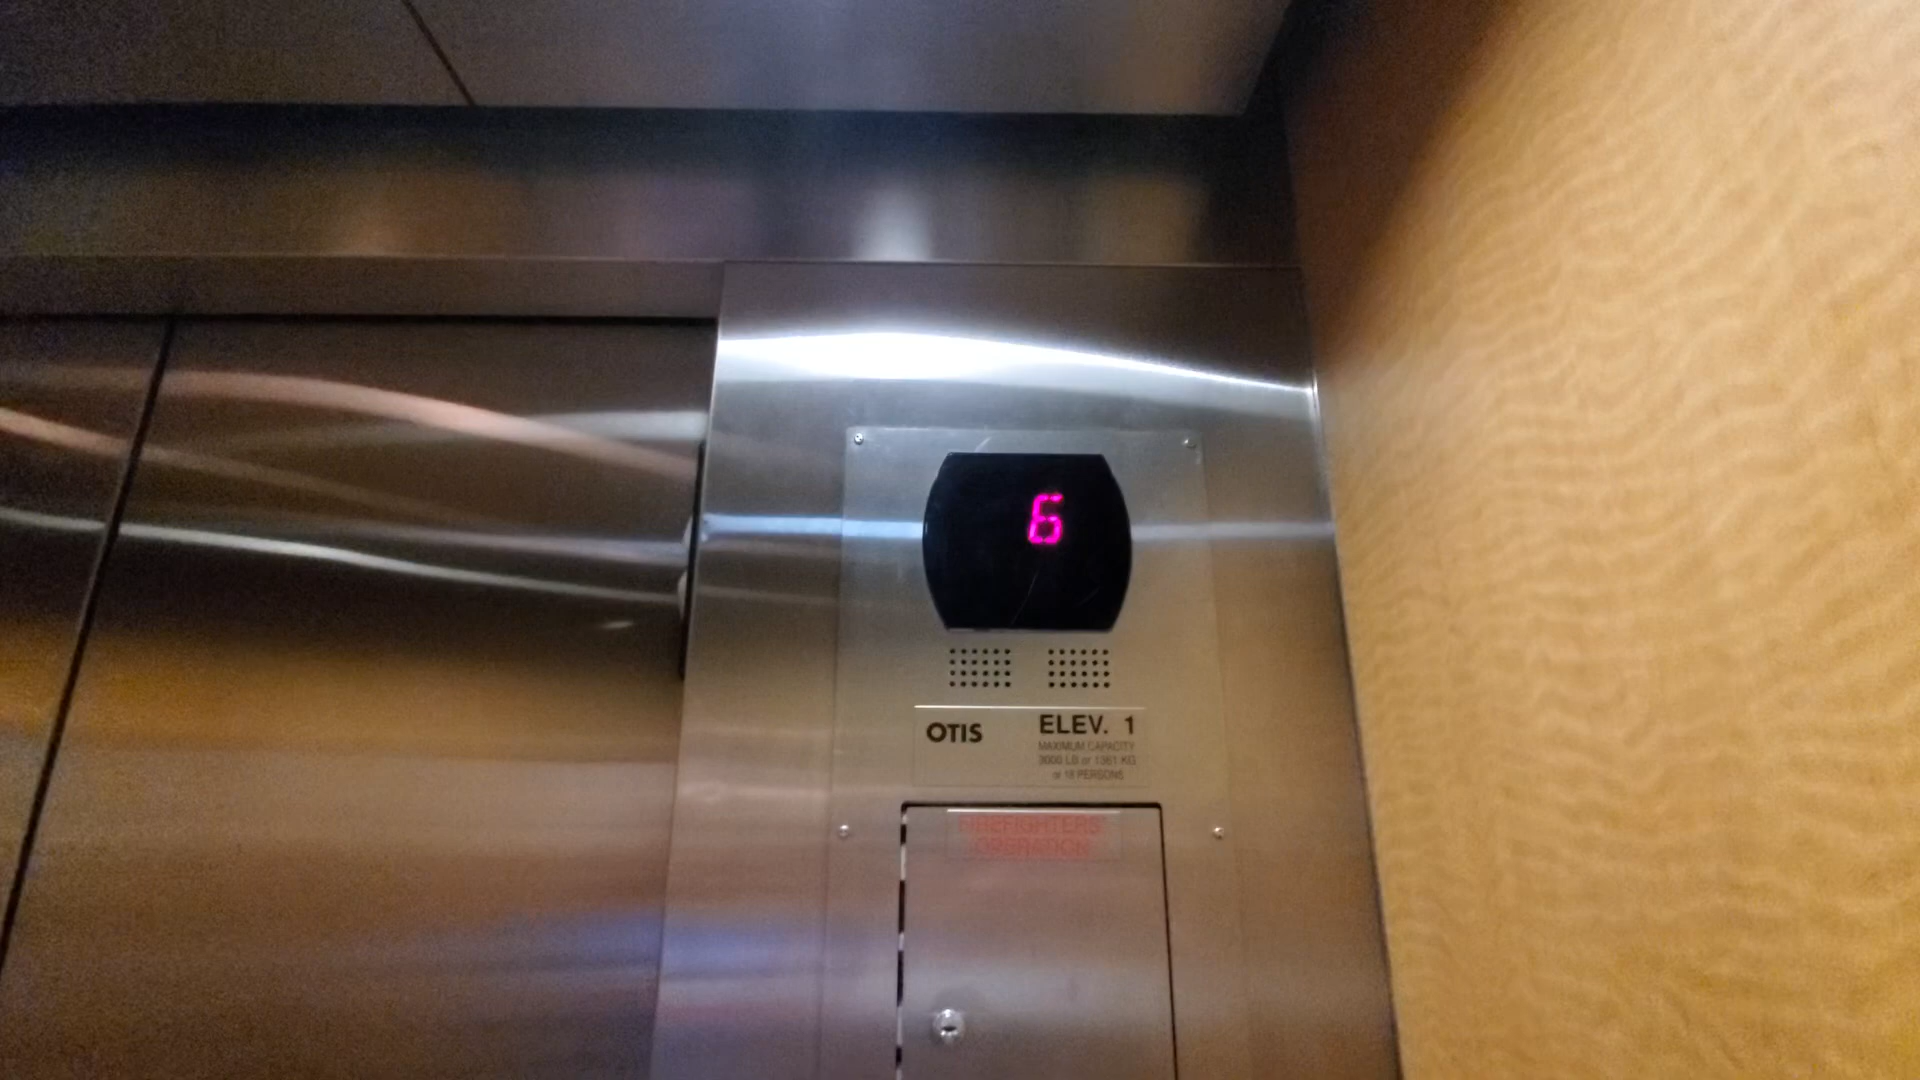 6
OTIS
ELEV. 1
MAXIMUM CAPACITY
3000 LB or 1361 KG
or 18 PERSONS
FIREFIGHTERS'
OPERATION